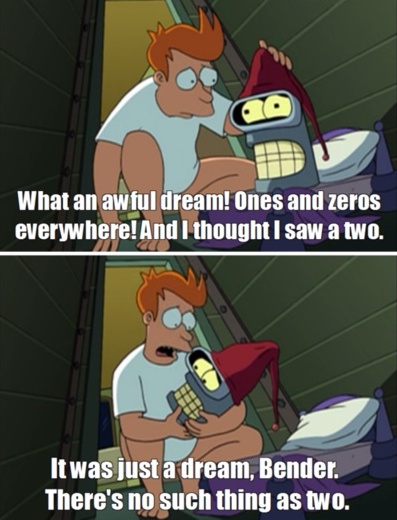 What an awful dream! Ones and zeros
everywhere! And I thought I saw a two.
It was just a dream, Bender.
There's no such thing as two.